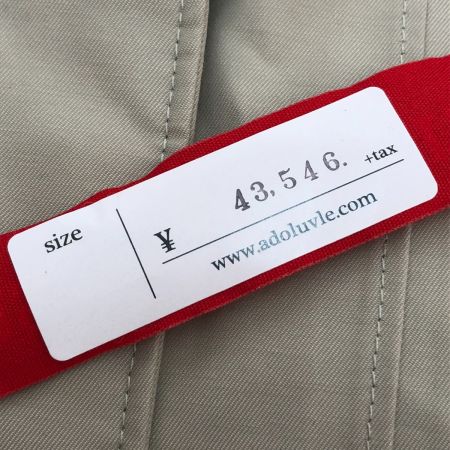 size
¥ 43,546. +tax
www.adoluvle.com